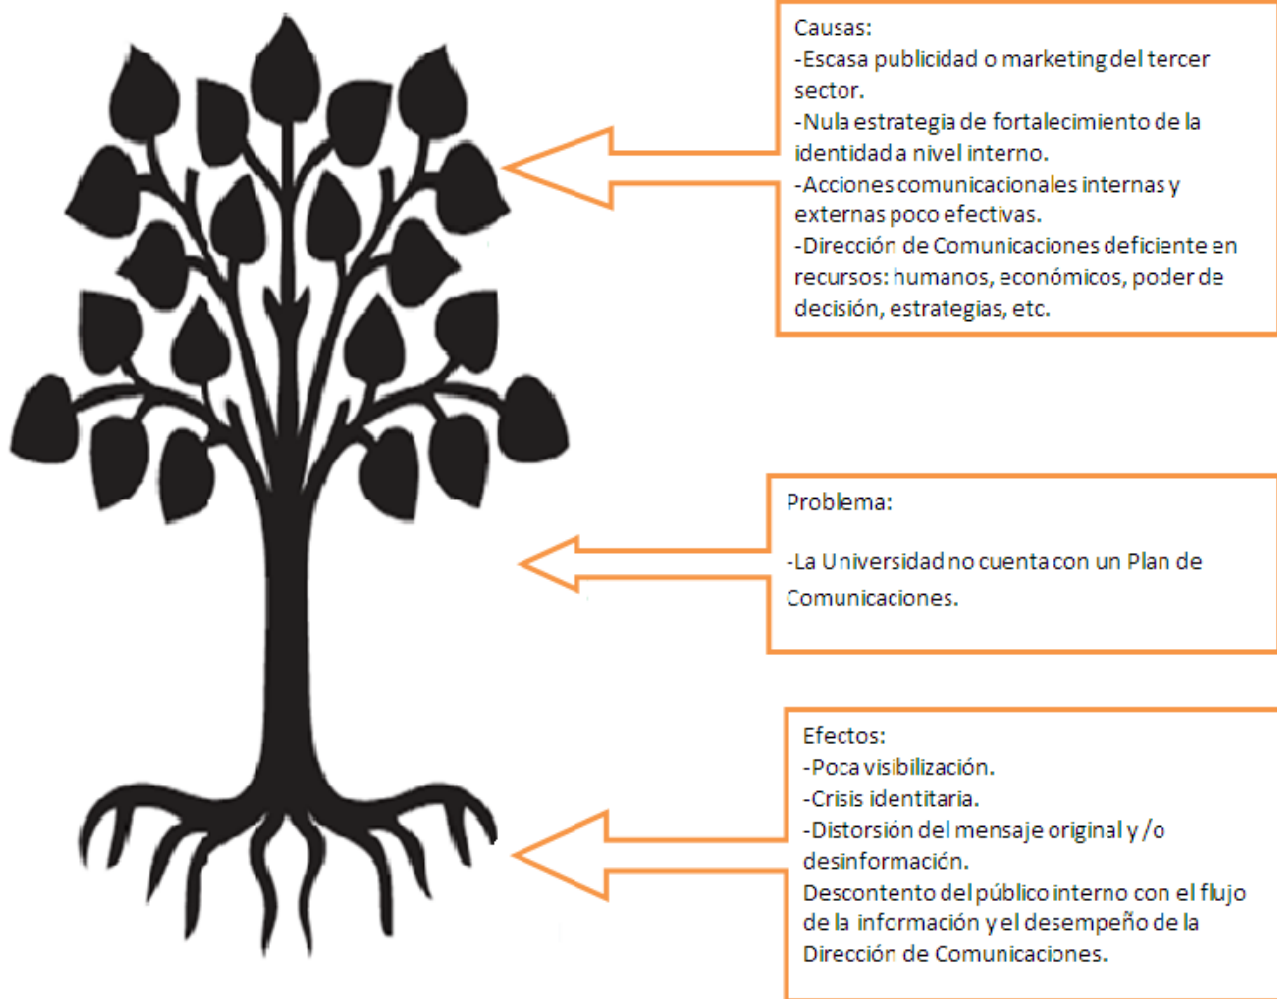 Causas:
-Escasa publicidad o marketing del tercer
sector.
-Nula estrategia de fortalecimiento de la
identidad a nivel interno.
-Acciones comunicacionales internas y
externas poco efectivas.
-Dirección de Comunicaciones deficiente en
recursos: humanos, económicos, poder de
decisión, estrategias, etc.
Problema:
-La Universidad no cuenta con un Plan de
Comunicaciones.
Efectos:
-Poca visibilización.
-Crisis identitaria.
-Distorsión del mensaje original y /o
desinformación.
Descontento del público interno con el flujo
de la información y el desempeño de la
Dirección de Comunicaciones.